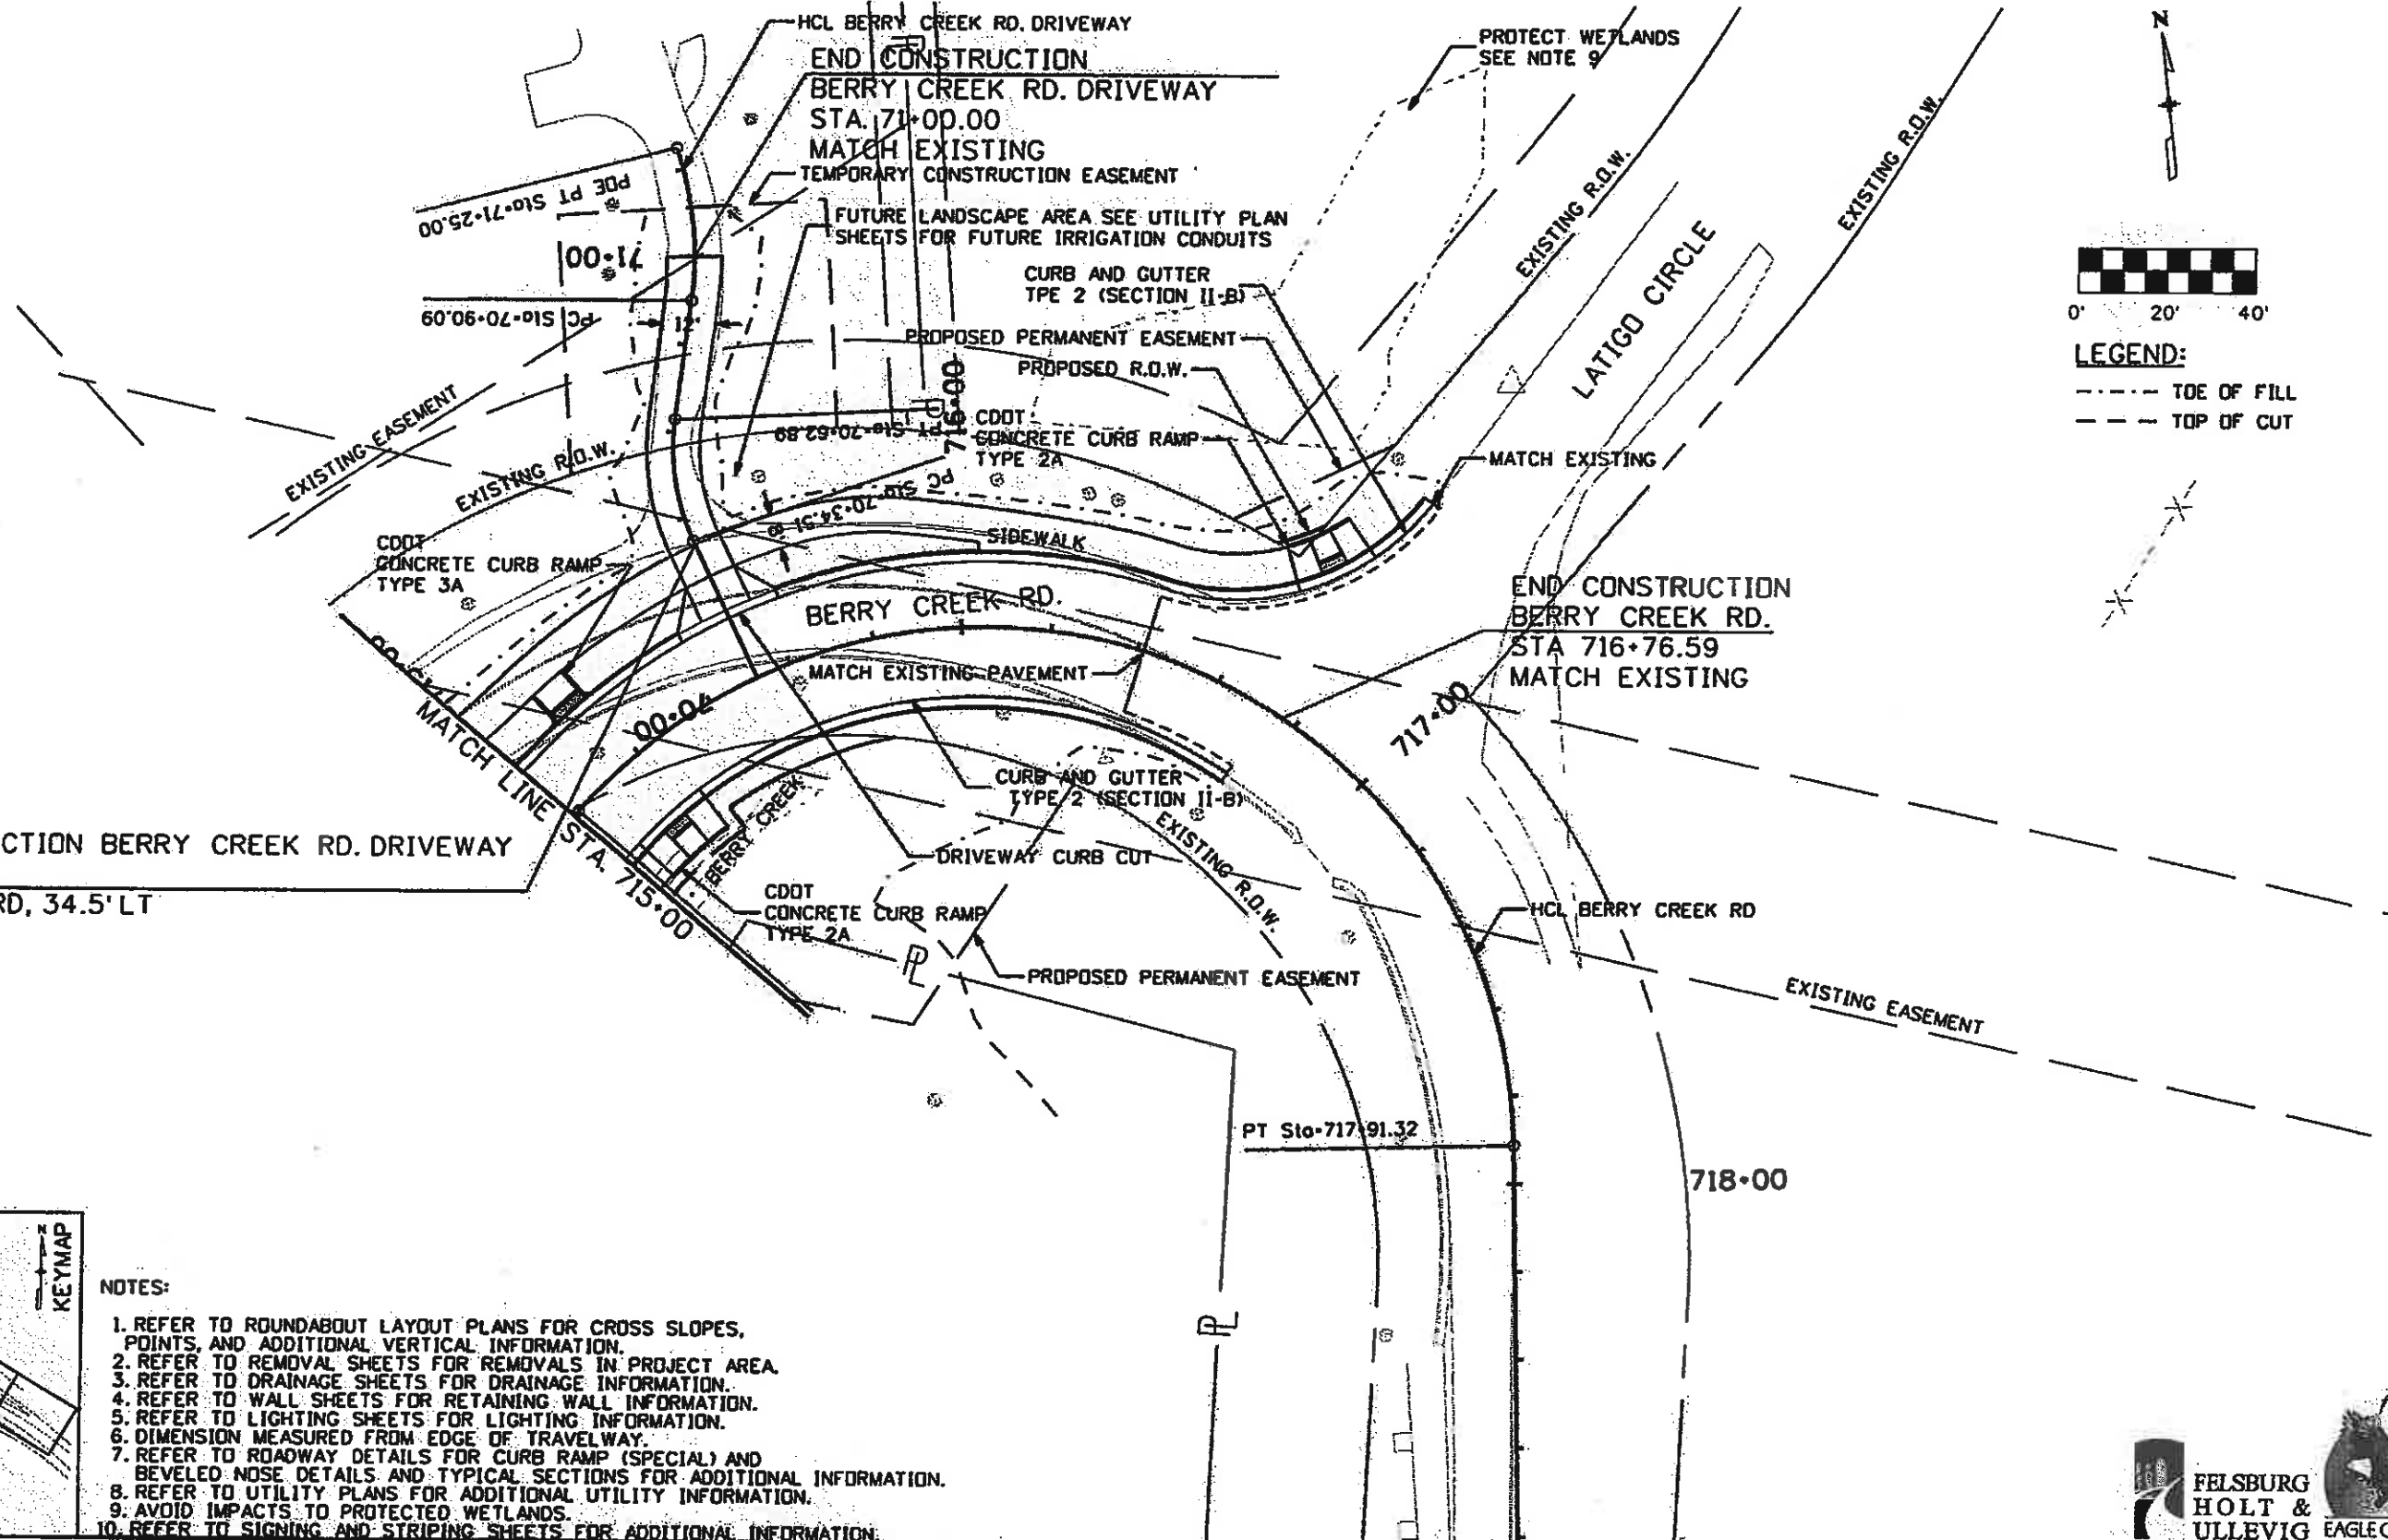 HCL BERRY CREEK RD. DRIVEWAY
END CONSTRUCTION
BERRY CREEK RD. DRIVEWAY
STA. 71+00.00
MATCH EXISTING
TEMPORARY CONSTRUCTION EASEMENT
FUTURE LANDSCAPE AREA SEE UTILITY PLAN
SHEETS FOR FUTURE IRRIGATION CONDUITS
CURB AND GUTTER
TPE 2 (SECTION II-B)
PROPOSED PERMANENT EASEMENT
PROPOSED R.O.W.
CDOT
CONCRETE CURB RAMP
TYPE 2A
PROTECT WETLANDS
SEE NOTE 9
EXISTING R.O.W.
EXISTING R.O.W.
LATIGO CIRCLE
MATCH EXISTING
N
0' 20' 40'
LEGEND:
TOE OF FILL
TOP OF CUT
POE PT Sta=71+25.00
71+00
PC Sta=70+90.09
12'
PT Sta=70+62.89
716+00
PC Sta=70+34.51
8'
EXISTING EASEMENT
EXISTING R.O.W.
CDOT
CONCRETE CURB RAMP
TYPE 3A
SIDEWALK
BERRY CREEK RD.
MATCH EXISTING PAVEMENT
END CONSTRUCTION
BERRY CREEK RD.
STA 716+76.59
MATCH EXISTING
717+00
70+00
MATCH LINE STA. 715+00
CURB AND GUTTER
TYPE 2 (SECTION II-B)
BERRY CREEK
EXISTING R.O.W.
DRIVEWAY CURB CUT
CDOT
CONCRETE CURB RAMP
TYPE 2A
PL
PROPOSED PERMANENT EASEMENT
HCL BERRY CREEK RD
EXISTING EASEMENT
CTION BERRY CREEK RD. DRIVEWAY
RD, 34.5' LT
PT Sta=717+91.32
718+00
PL
N
KEYMAP
NOTES:
1. REFER TO ROUNDABOUT LAYOUT PLANS FOR CROSS SLOPES,
POINTS, AND ADDITIONAL VERTICAL INFORMATION.
2. REFER TO REMOVAL SHEETS FOR REMOVALS IN PROJECT AREA.
3. REFER TO DRAINAGE SHEETS FOR DRAINAGE INFORMATION.
4. REFER TO WALL SHEETS FOR RETAINING WALL INFORMATION.
5. REFER TO LIGHTING SHEETS FOR LIGHTING INFORMATION.
6. DIMENSION MEASURED FROM EDGE OF TRAVELWAY.
7. REFER TO ROADWAY DETAILS FOR CURB RAMP (SPECIAL) AND
BEVELED NOSE DETAILS AND TYPICAL SECTIONS FOR ADDITIONAL INFORMATION.
8. REFER TO UTILITY PLANS FOR ADDITIONAL UTILITY INFORMATION.
9. AVOID IMPACTS TO PROTECTED WETLANDS.
10. REFER TO SIGNING AND STRIPING SHEETS FOR ADDITIONAL INFORMATION.
FELSBURG
HOLT &
ULLEVIG
EAGLE C